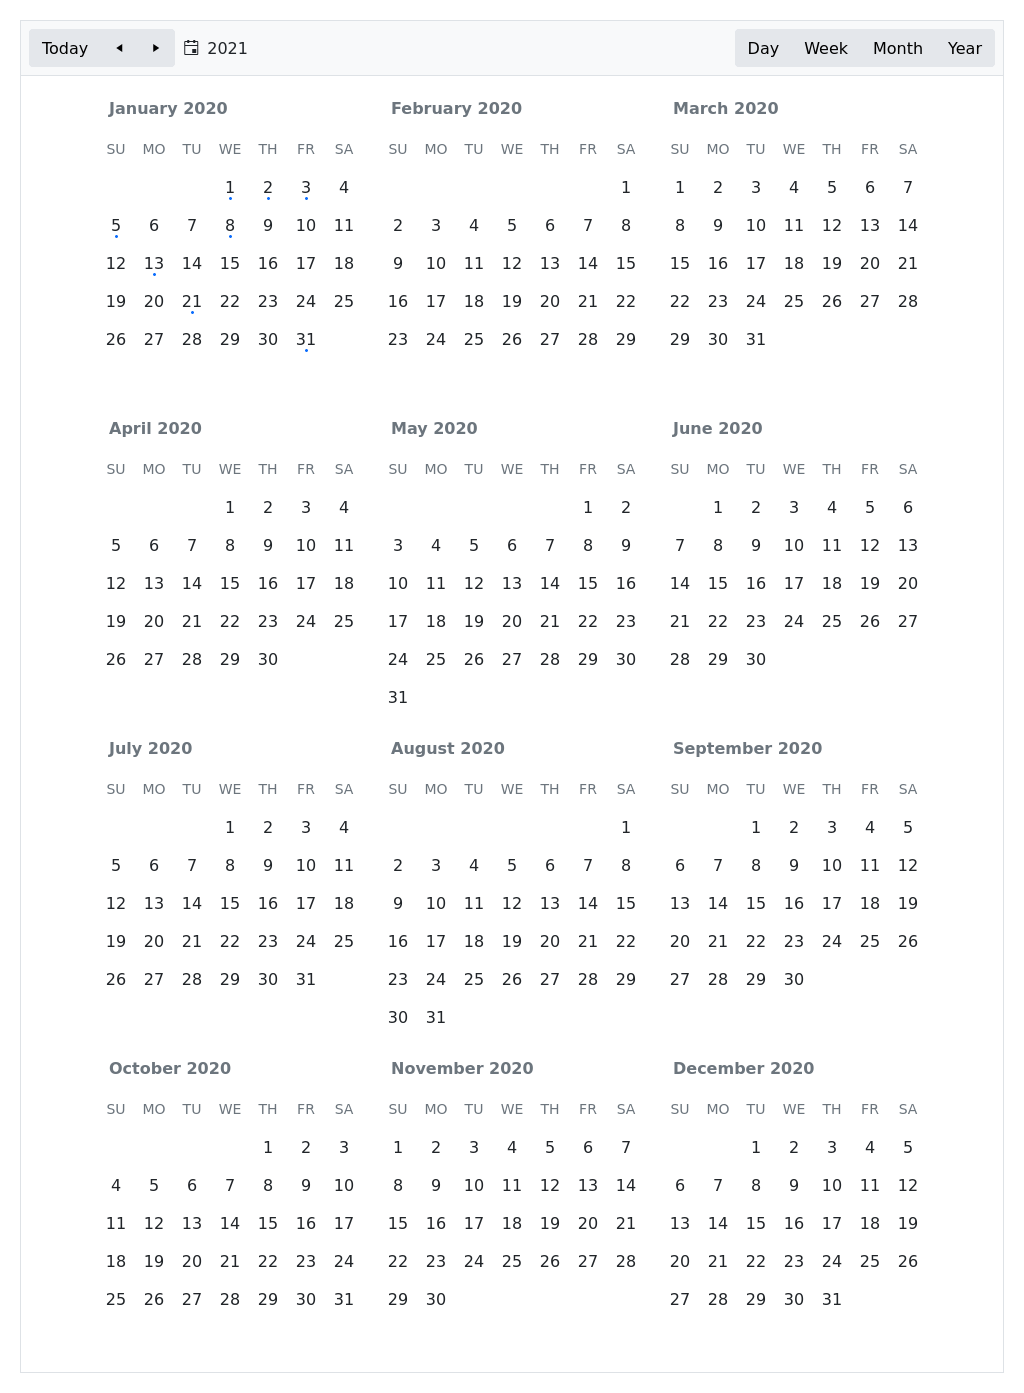 Today 2021 Day Week Month Year
January 2020 February 2020 March 2020
SU MO TU WE TH FR SA SU MO TU WE TH FR SA SU MO TU WE TH FR SA
1 2 3 4 1 1 2 3 4 5 6 7
5 6 7 8 9 10 11 2 3 4 5 6 7 8 8 9 10 11 12 13 14
12 13 14 15 16 17 18 9 10 11 12 13 14 15 15 16 17 18 19 20 21
19 20 21 22 23 24 25 16 17 18 19 20 21 22 22 23 24 25 26 27 28
26 27 28 29 30 31 23 24 25 26 27 28 29 29 30 31
April 2020 May 2020 June 2020
SU MO TU WE TH FR SA SU MO TU WE TH FR SA SU MO TU WE TH FR SA
1 2 3 4 1 2 1 2 3 4 5 6
5 6 7 8 9 10 11 3 4 5 6 7 8 9 7 8 9 10 11 12 13
12 13 14 15 16 17 18 10 11 12 13 14 15 16 14 15 16 17 18 19 20
19 20 21 22 23 24 25 17 18 19 20 21 22 23 21 22 23 24 25 26 27
26 27 28 29 30 24 25 26 27 28 29 30 28 29 30
31
July 2020 August 2020 September 2020
SU MO TU WE TH FR SA SU MO TU WE TH FR SA SU MO TU WE TH FR SA
1 2 3 4 1 1 2 3 4 5
5 6 7 8 9 10 11 2 3 4 5 6 7 8 6 7 8 9 10 11 12
12 13 14 15 16 17 18 9 10 11 12 13 14 15 13 14 15 16 17 18 19
19 20 21 22 23 24 25 16 17 18 19 20 21 22 20 21 22 23 24 25 26
26 27 28 29 30 31 23 24 25 26 27 28 29 27 28 29 30
30 31
October 2020 November 2020 December 2020
SU MO TU WE TH FR SA SU MO TU WE TH FR SA SU MO TU WE TH FR SA
1 2 3 1 2 3 4 5 6 7 1 2 3 4 5
4 5 6 7 8 9 10 8 9 10 11 12 13 14 6 7 8 9 10 11 12
11 12 13 14 15 16 17 15 16 17 18 19 20 21 13 14 15 16 17 18 19
18 19 20 21 22 23 24 22 23 24 25 26 27 28 20 21 22 23 24 25 26
25 26 27 28 29 30 31 29 30 27 28 29 30 31